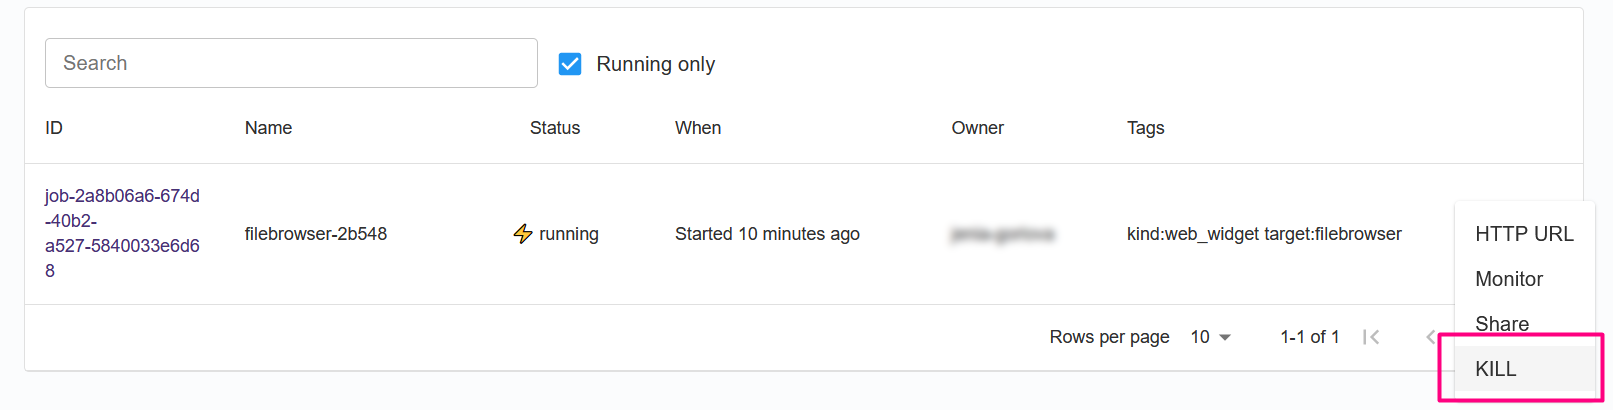 Search
Running only
ID Name Status When Owner Tags
job-2a8b06a6-674d
-40b2-
a527-5840033e6d6
8
filebrowser-2b548
running
Started 10 minutes ago
kind:web_widget target:filebrowser
HTTP URL
Monitor
Share
KILL
Rows per page 10 1-1 of 1